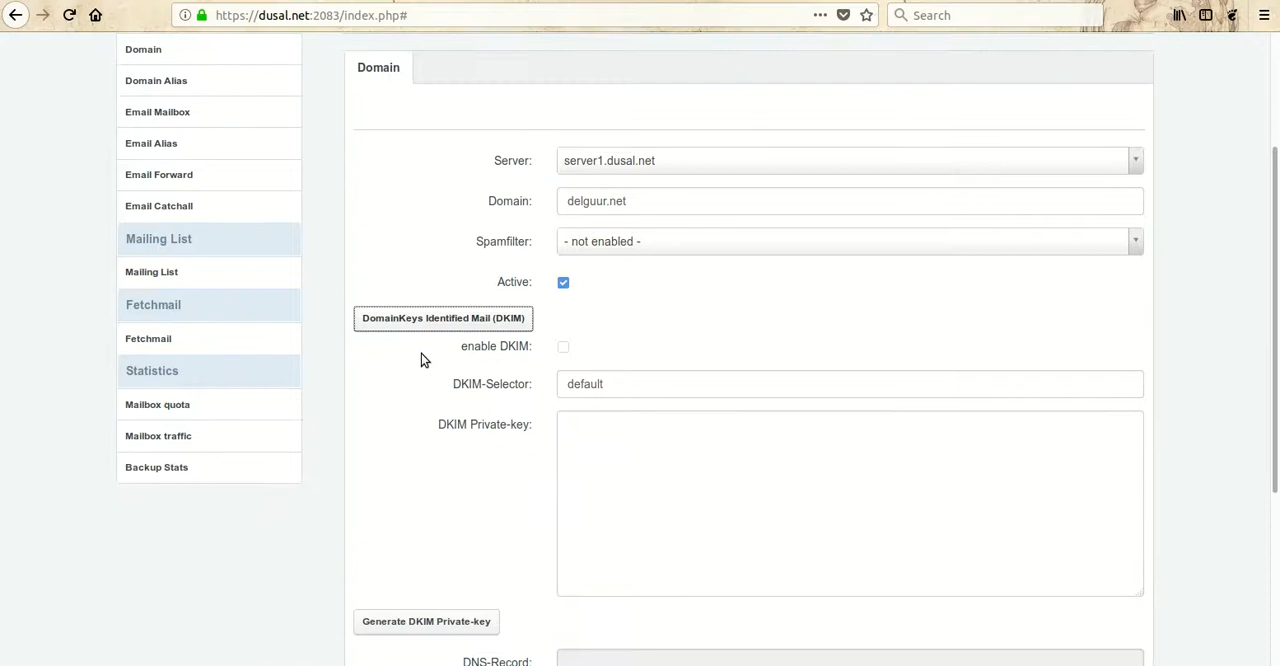 https://dusal.net:2083/index.php#
Search
Domain
Domain Alias
Email Mailbox
Email Alias
Email Forward
Email Catchall
Mailing List
Mailing List
Fetchmail
Fetchmail
Statistics
Mailbox quota
Mailbox traffic
Backup Stats
Domain
Server: server1.dusal.net
Domain: delguur.net
Spamfilter: - not enabled -
Active:
DomainKeys Identified Mail (DKIM)
enable DKIM:
DKIM-Selector: default
DKIM Private-key:
Generate DKIM Private-key
DNS-Record: